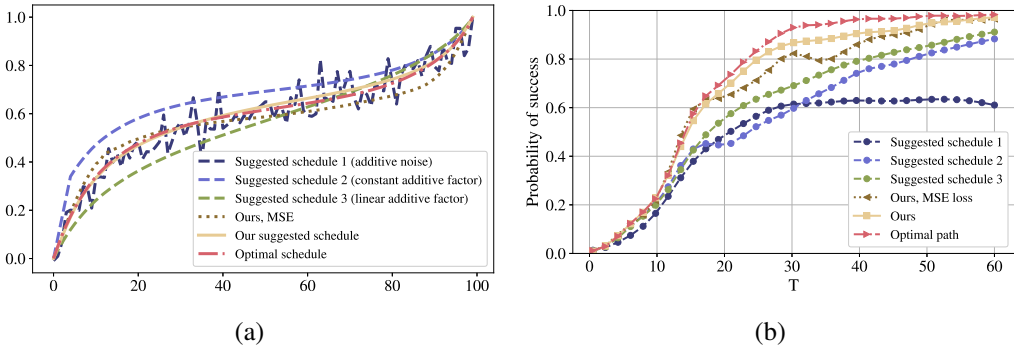 1.0
0.8
0.6
0.4
0.2
0.0
0
20
40
60
80
100
Suggested schedule 1 (additive noise)
Suggested schedule 2 (constant additive factor)
Suggested schedule 3 (linear additive factor)
Ours, MSE
Our suggested schedule
Optimal schedule
(a)
Probability of success
1.0
0.8
0.6
0.4
0.2
0.0
0
10
20
30
40
50
60
T
Suggested schedule 1
Suggested schedule 2
Suggested schedule 3
Ours, MSE loss
Ours
Optimal path
(b)